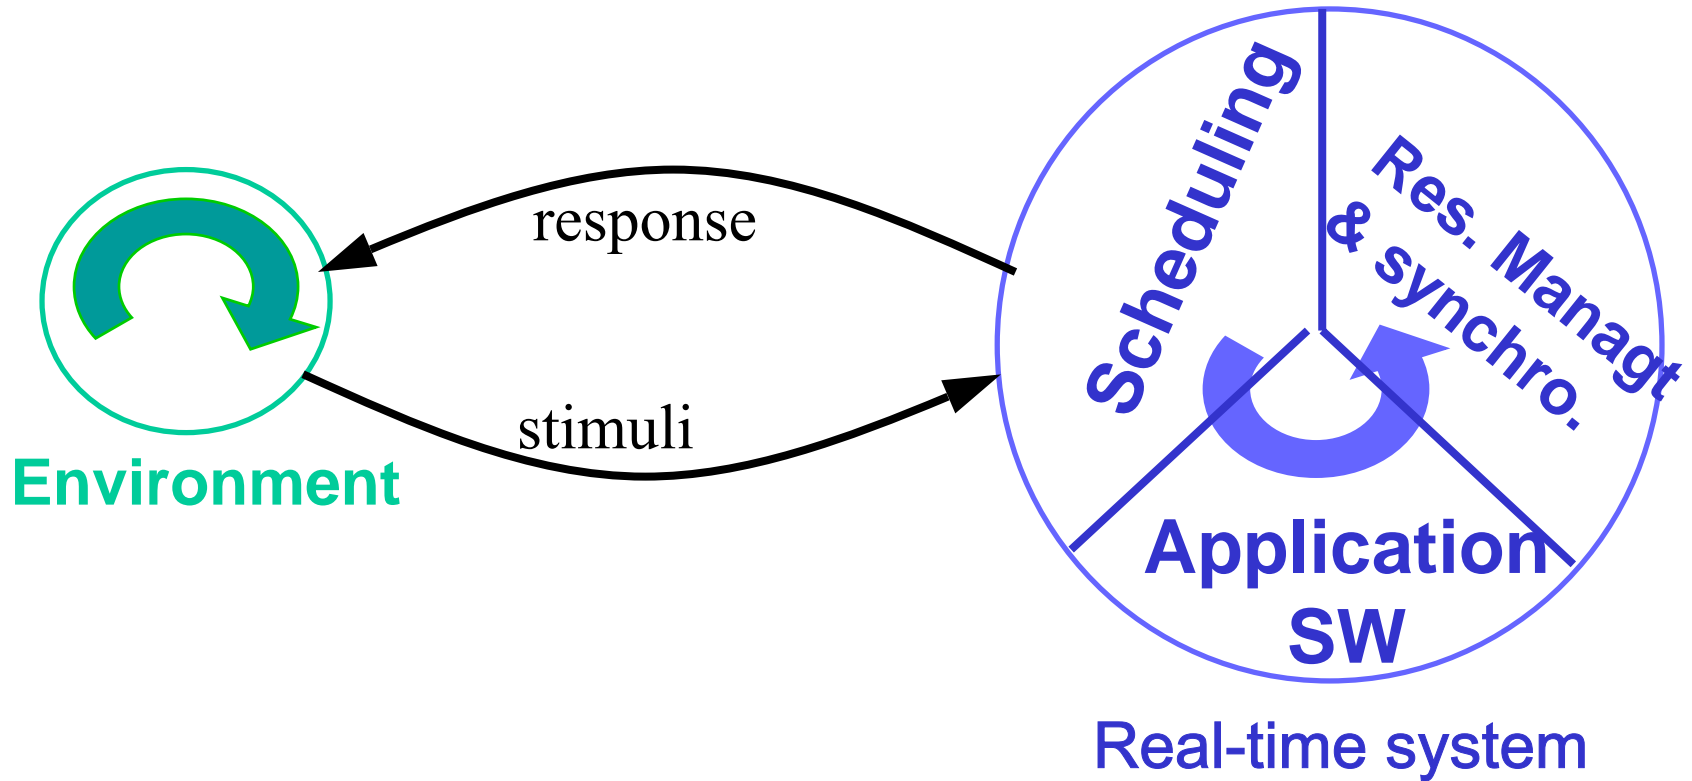 response
stimuli
Environment
Scheduling
Res. Managt
& synchro.
Application
SW
Real-time system